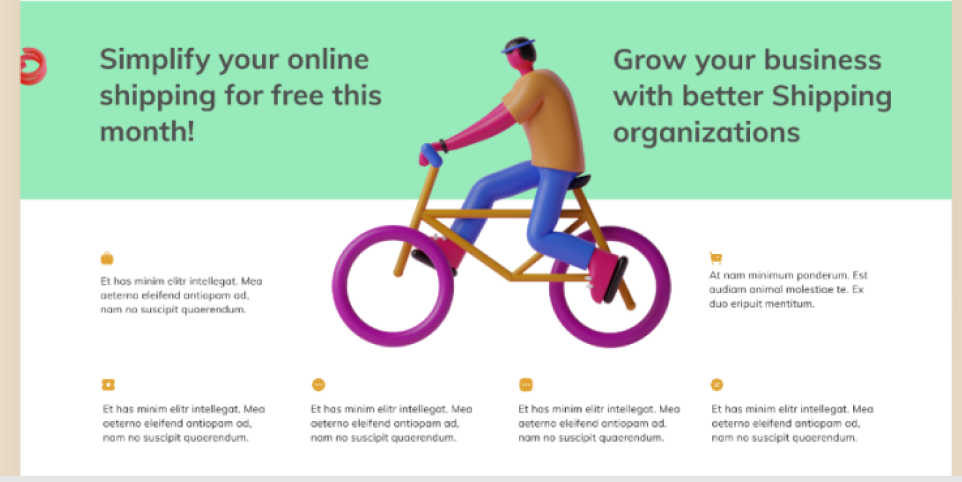 Simplify your online
shipping for free this
month!
Grow your business
with better Shipping
organizations
Et has minim elitr intellegat. Mea
aeterno eleifend antiopam ad,
nam no suscipit quaerendum.
At nam minimum ponderum. Est
audiam animal molestiae te. Ex
duo eripuit mentitum.
Et has minim elitr intellegat. Mea
aeterno eleifend antiopam ad,
nam no suscipit quaerendum.
Et has minim elitr intellegat. Mea
aeterno eleifend antiopam ad,
nam no suscipit quaerendum.
Et has minim elitr intellegat. Mea
aeterno eleifend antiopam ad,
nam no suscipit quaerendum.
Et has minim elitr intellegat. Mea
aeterno eleifend antiopam ad,
nam no suscipit quaerendum.